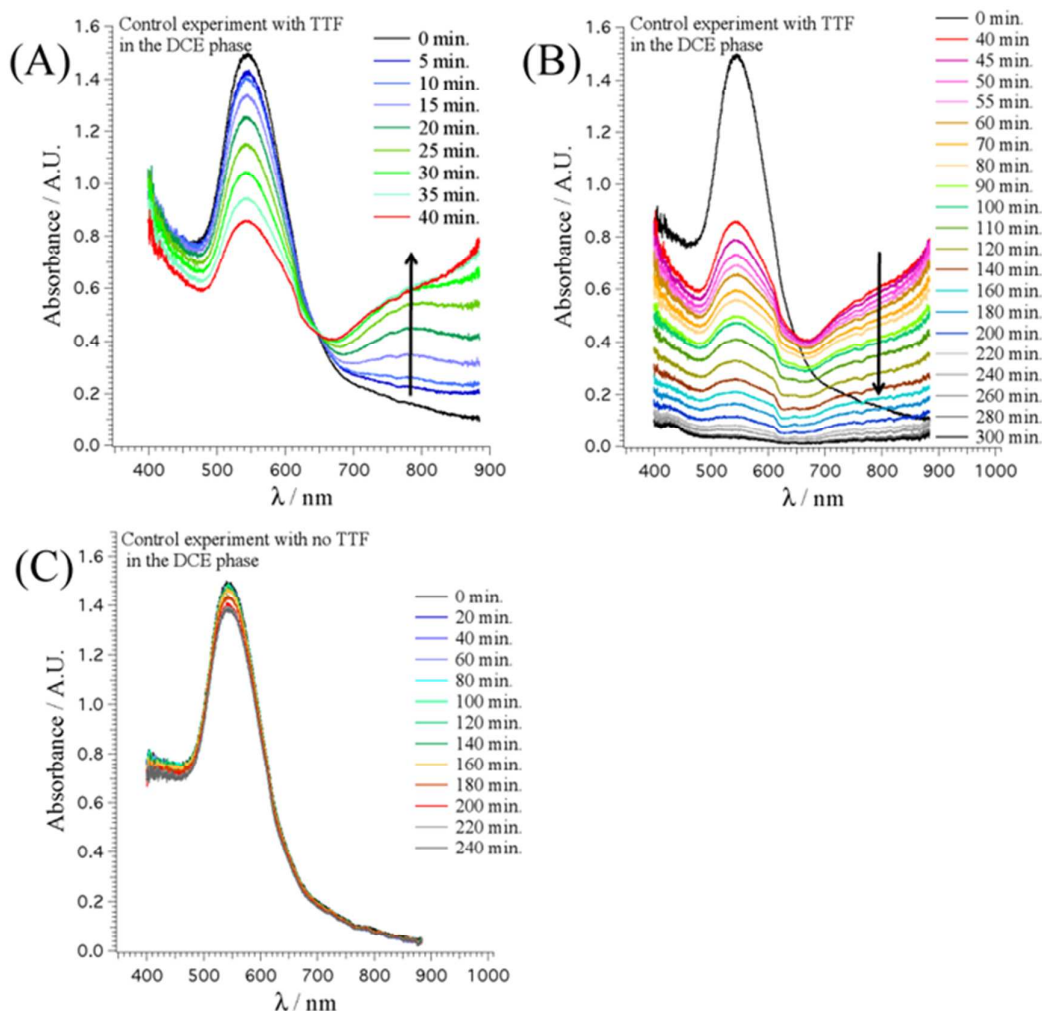 (A)
Control experiment with TTF
in the DCE phase
0 min.
5 min.
10 min.
15 min.
20 min.
25 min.
30 min.
35 min.
40 min.
1.6
1.4
1.2
1.0
0.8
0.6
0.4
0.2
0.0
Absorbance / A.U.
400 500 600 700 800 900
λ / nm
(B)
Control experiment with TTF
in the DCE phase
0 min.
40 min.
45 min.
50 min.
55 min.
60 min.
70 min.
80 min.
90 min.
100 min.
110 min.
120 min.
140 min.
160 min.
180 min.
200 min.
220 min.
240 min.
260 min.
280 min.
300 min.
1.6
1.4
1.2
1.0
0.8
0.6
0.4
0.2
0.0
Absorbance / A.U.
400 500 600 700 800 900 1000
λ / nm
(C)
Control experiment with no TTF
in the DCE phase
0 min.
20 min.
40 min.
60 min.
80 min.
100 min.
120 min.
140 min.
160 min.
180 min.
200 min.
220 min.
240 min.
1.6
1.4
1.2
1.0
0.8
0.6
0.4
0.2
0.0
Absorbance / A.U.
400 500 600 700 800 900 1000
λ / nm